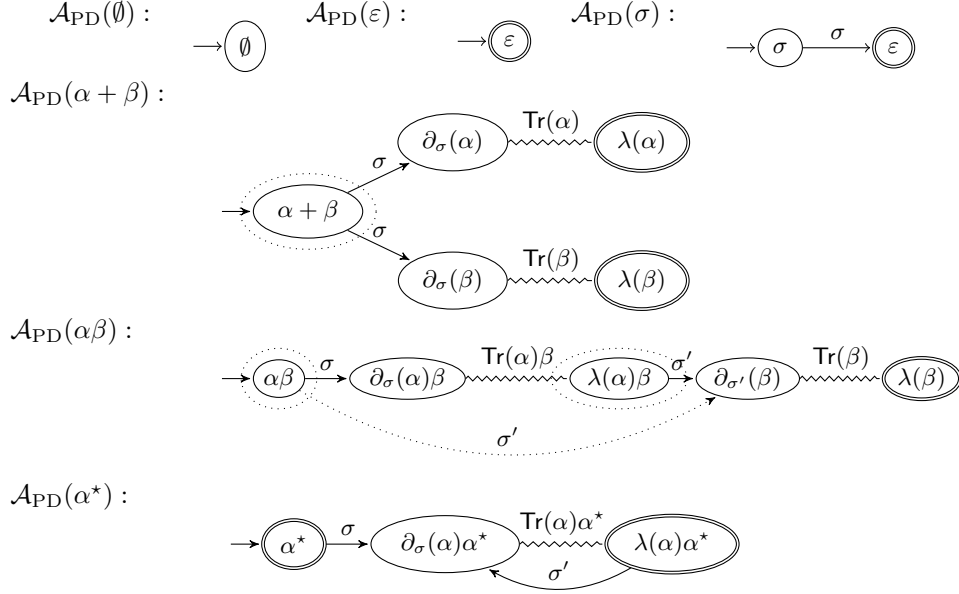 𝒜PD(∅) : 𝒜PD(ε) : 𝒜PD(σ) :
∅ ε σ σ ε
𝒜PD(α + β) :
∂σ(α) Tr(α) λ(α)
σ
α + β
σ
∂σ(β) Tr(β) λ(β)
𝒜PD(αβ) :
αβ σ ∂σ(α)β Tr(α)β λ(α)β σ′ ∂σ′(β) Tr(β) λ(β)
σ′
𝒜PD(α⋆) :
α⋆ σ ∂σ(α)α⋆ Tr(α)α⋆ λ(α)α⋆
σ′